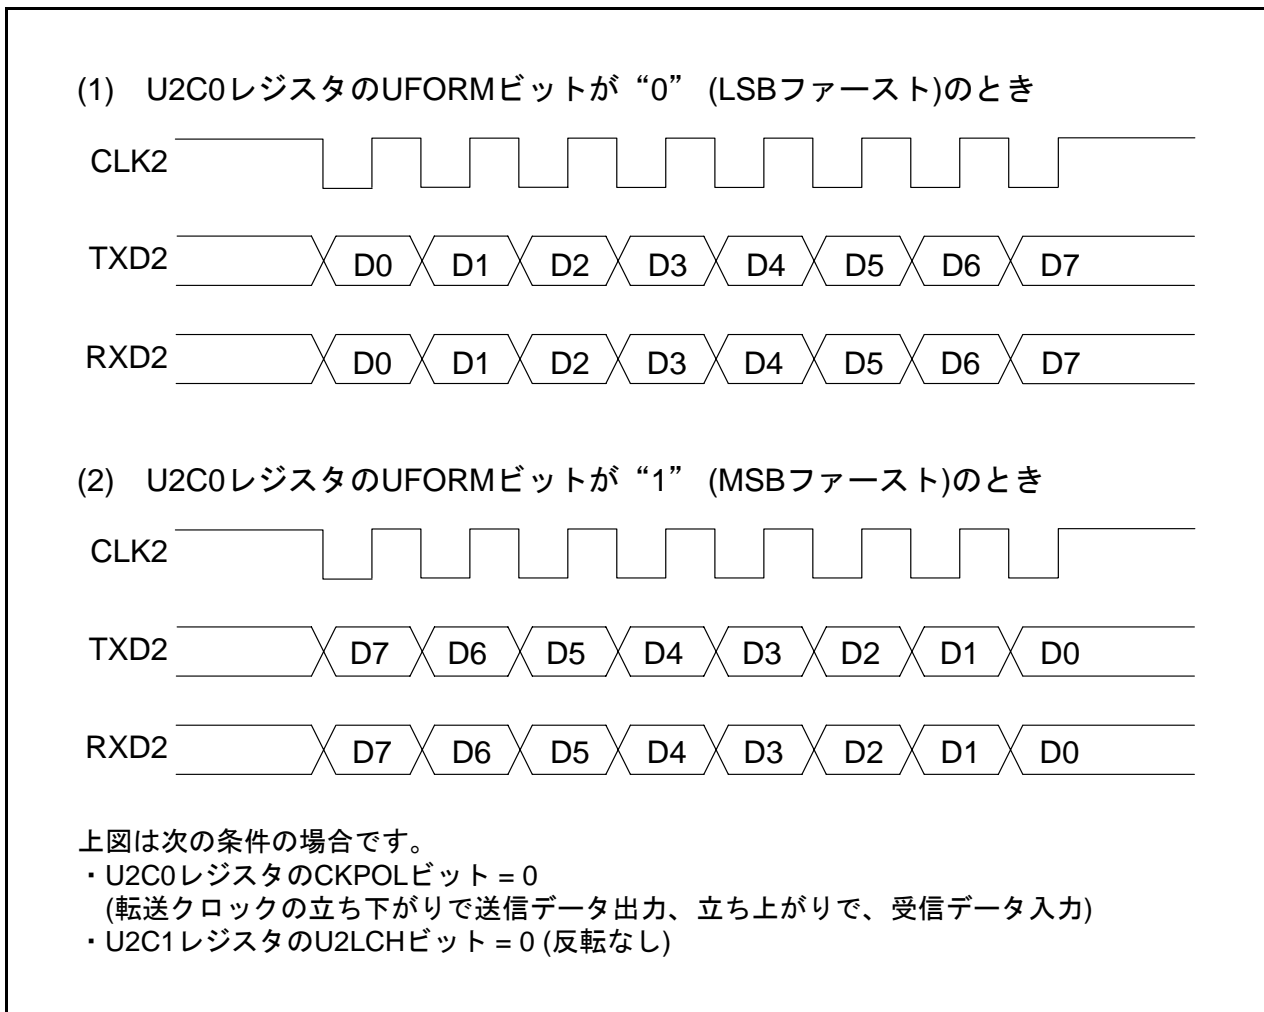 (1) U2C0レジスタのUFORMビットが“0” (LSBファースト)のとき
CLK2
TXD2 D0 D1 D2 D3 D4 D5 D6 D7
RXD2 D0 D1 D2 D3 D4 D5 D6 D7
(2) U2C0レジスタのUFORMビットが“1” (MSBファースト)のとき
CLK2
TXD2 D7 D6 D5 D4 D3 D2 D1 D0
RXD2 D7 D6 D5 D4 D3 D2 D1 D0
上図は次の条件の場合です。
・U2C0レジスタのCKPOLビット = 0
(転送クロックの立ち下がりで送信データ出力、立ち上がりで、受信データ入力)
・U2C1レジスタのU2LCHビット = 0 (反転なし)